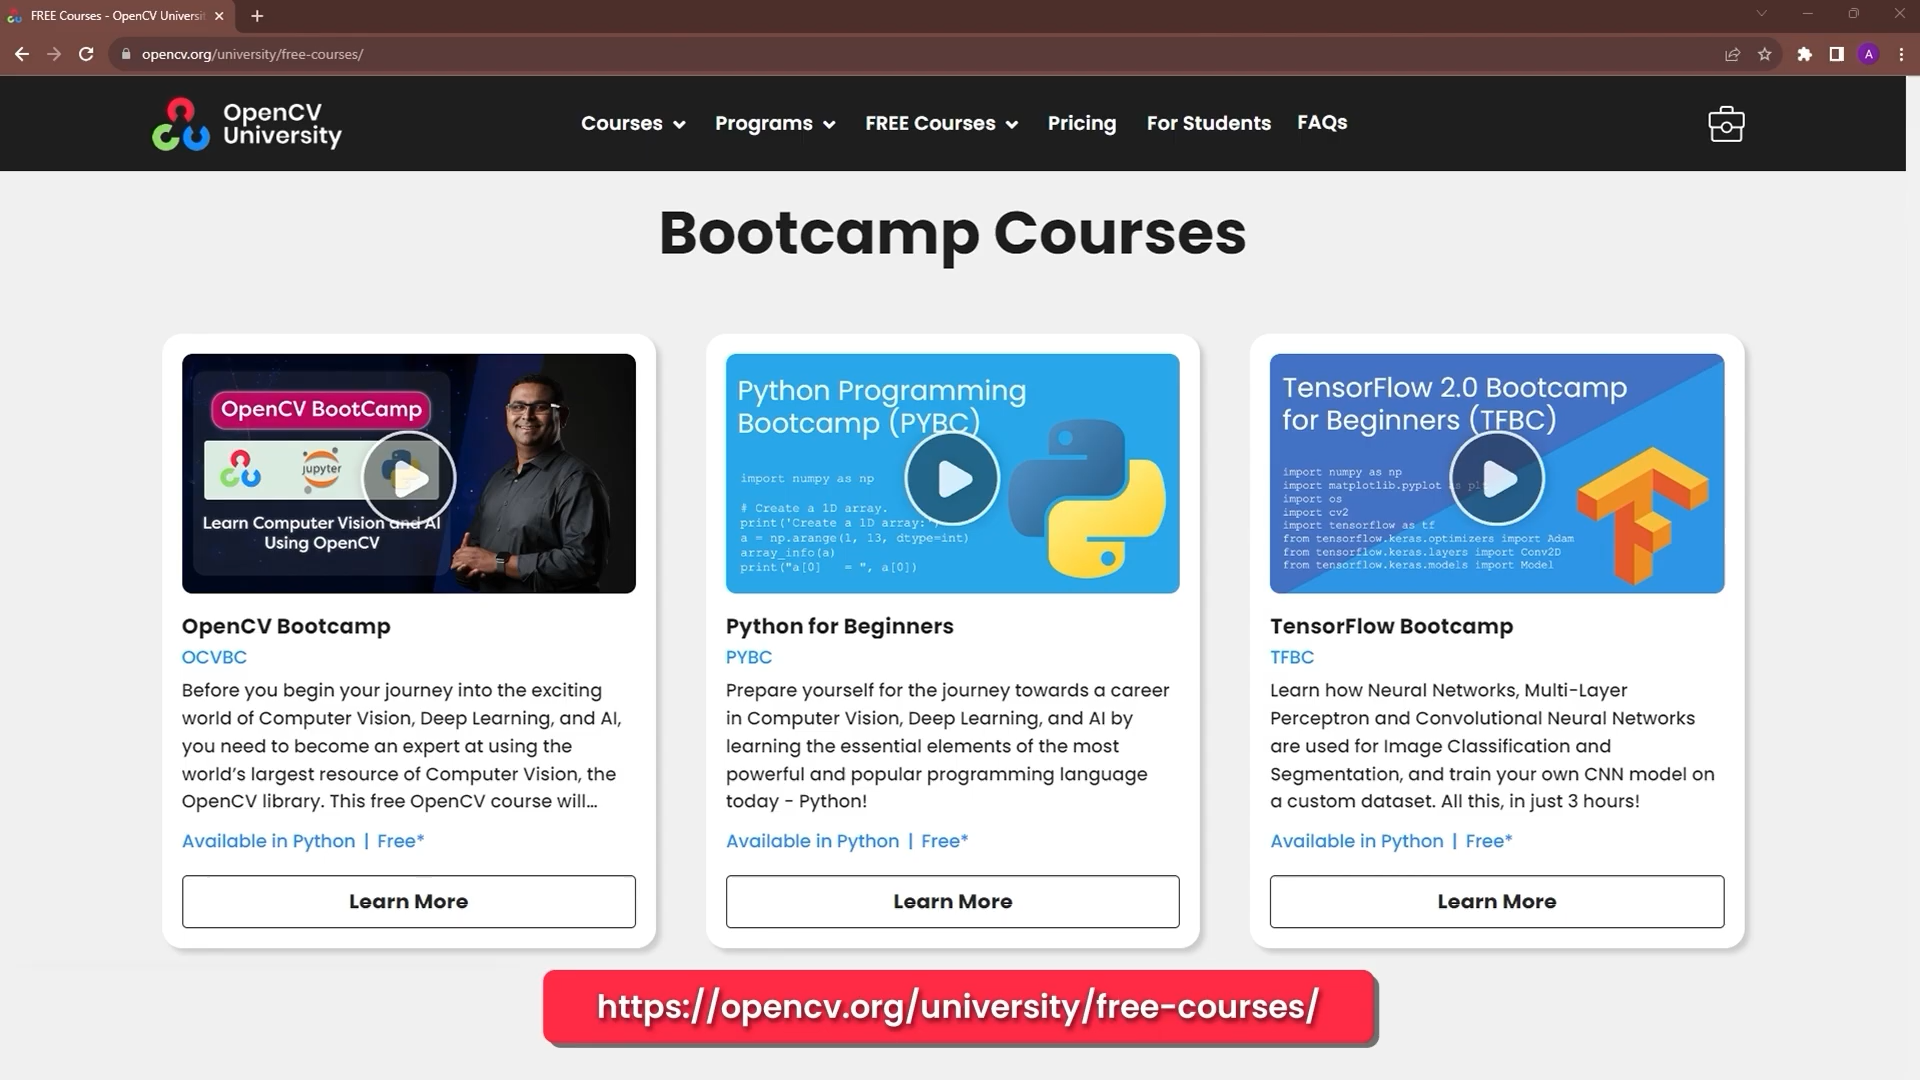 FREE Courses - OpenCV Universi
opencv.org/university/free-courses/
A
OpenCV
University
Courses
Programs
FREE Courses
Pricing
For Students
FAQs
Bootcamp Courses
OpenCV BootCamp
jupyter
Learn Computer Vision and AI
Using OpenCV
OpenCV Bootcamp
OCVBC
Before you begin your journey into the exciting
world of Computer Vision, Deep Learning, and AI,
you need to become an expert at using the
world’s largest resource of Computer Vision, the
OpenCV library. This free OpenCV course will...
Available in Python | Free*
Learn More
Python Programming
Bootcamp (PYBC)
import numpy as np
# Create a 1D array.
print('Create a 1D array:'
a = np.arange(1, 13, dtype=int)
array_info(a)
print("a[0]   = ", a[0])
Python for Beginners
PYBC
Prepare yourself for the journey towards a career
in Computer Vision, Deep Learning, and AI by
learning the essential elements of the most
powerful and popular programming language
today - Python!
Available in Python | Free*
Learn More
TensorFlow 2.0 Bootcamp
for Beginners (TFBC)
import numpy as np
import matplotlib.pyplot as plt
import os
import cv2
import tensorflow as tf
from tensorflow.keras.optimizers import Adam
from tensorflow.keras.layers import Conv2D
from tensorflow.keras.models import Model
TensorFlow Bootcamp
TFBC
Learn how Neural Networks, Multi-Layer
Perceptron and Convolutional Neural Networks
are used for Image Classification and
Segmentation, and train your own CNN model on
a custom dataset. All this, in just 3 hours!
Available in Python | Free*
Learn More
https://opencv.org/university/free-courses/